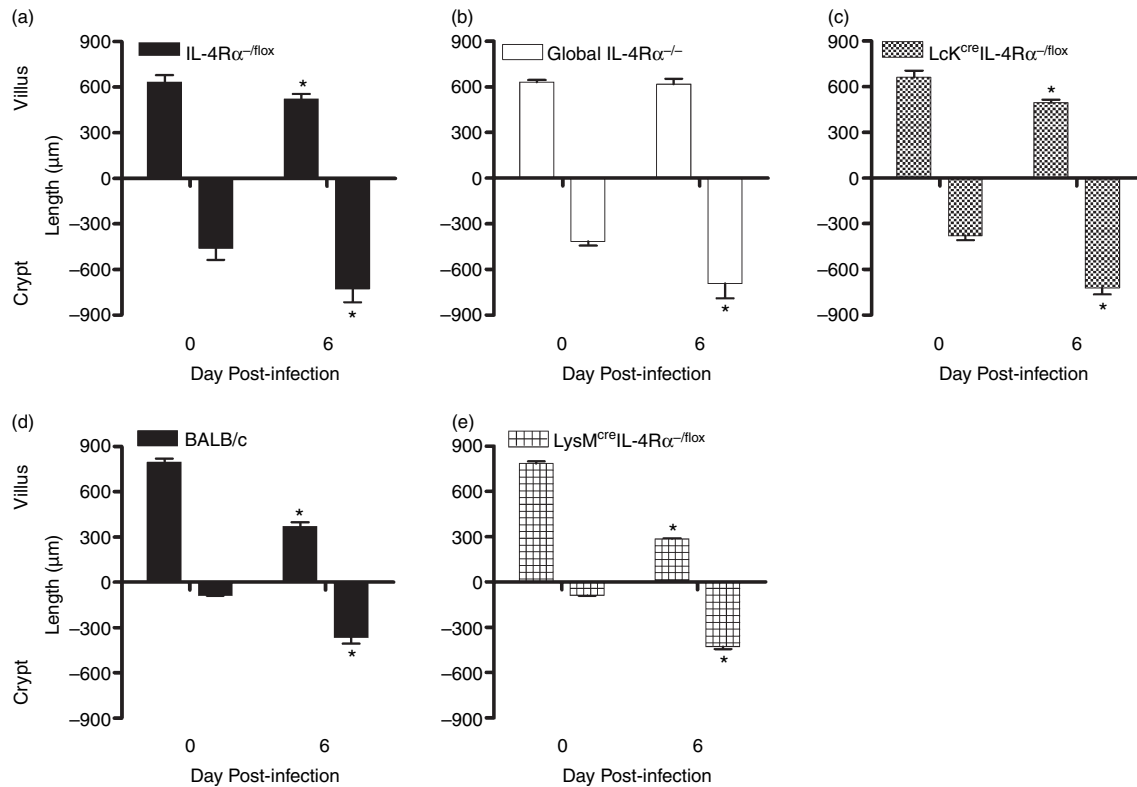 (a)
IL-4Rα−/flox
Villus
Length (μm)
Crypt
900
600
300
0
−300
−600
−900
*
*
0 6
Day Post-infection
(b)
Global IL-4Rα−/−
900
600
300
0
−300
−600
−900
*
0 6
Day Post-infection
(c)
LcKcreIL-4Rα−/flox
900
600
300
0
−300
−600
−900
*
*
0 6
Day Post-infection
(d)
BALB/c
Villus
Length (μm)
Crypt
900
600
300
0
−300
−600
−900
*
*
0 6
Day Post-infection
(e)
LysMcreIL-4Rα−/flox
900
600
300
0
−300
−600
−900
*
*
0 6
Day Post-infection